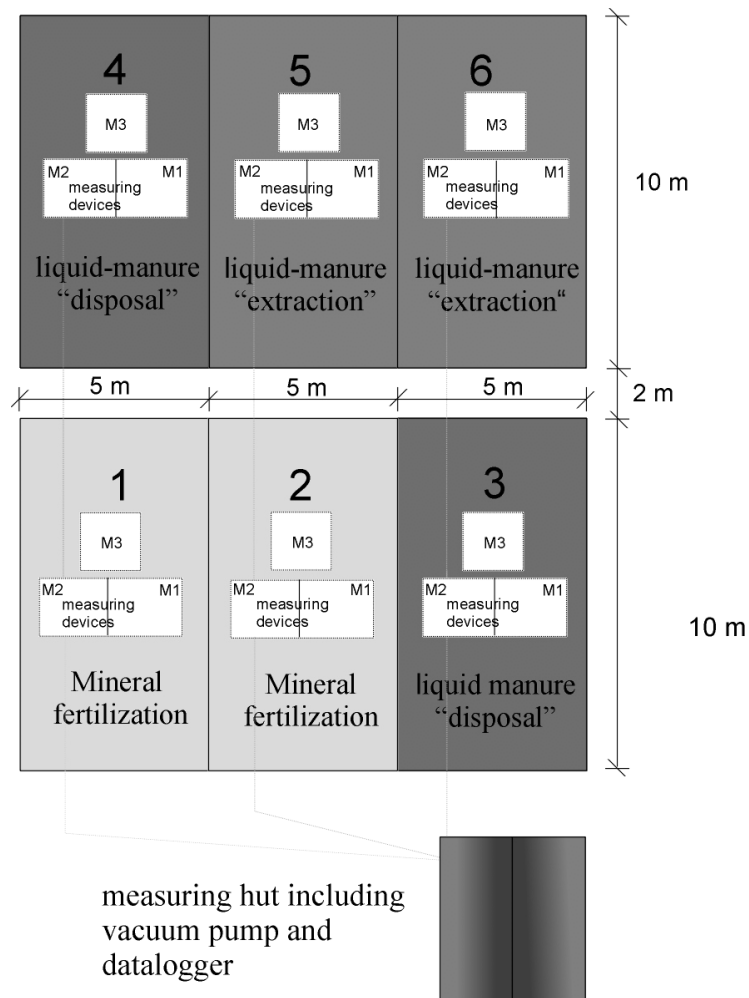 4
5
6
M3
M3
M3
M2
M1
measuring
devices
M2
M1
measuring
devices
M2
M1
measuring
devices
10 m
liquid-manure
“disposal”
liquid-manure
“extraction”
liquid-manure
“extraction“
5 m
5 m
5 m
2 m
1
2
3
M3
M3
M3
M2
M1
measuring
devices
M2
M1
measuring
devices
M2
M1
measuring
devices
10 m
Mineral
fertilization
Mineral
fertilization
liquid manure
“disposal”
measuring hut including
vacuum pump and
datalogger